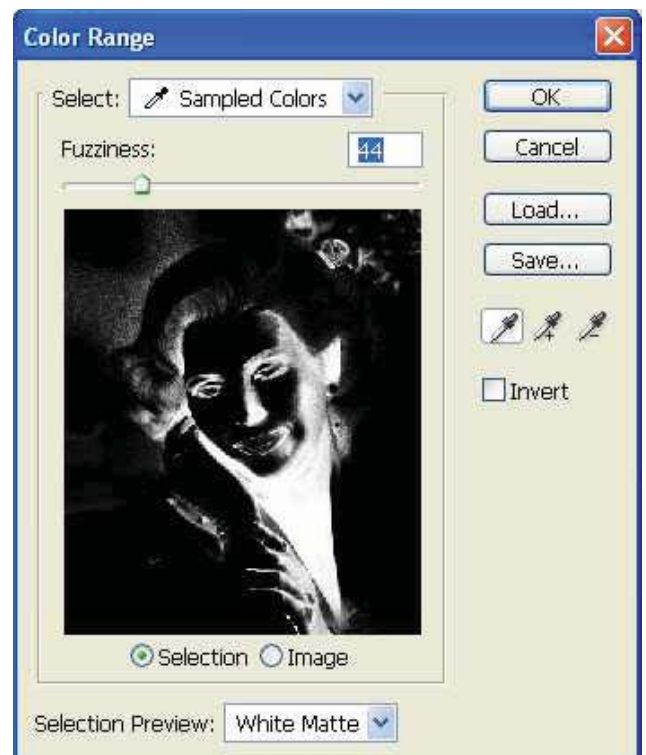 Color Range
Select: Sampled Colors
OK
Fuzziness: 44
Cancel
Load...
Save...
Invert
Selection Image
Selection Preview: White Matte